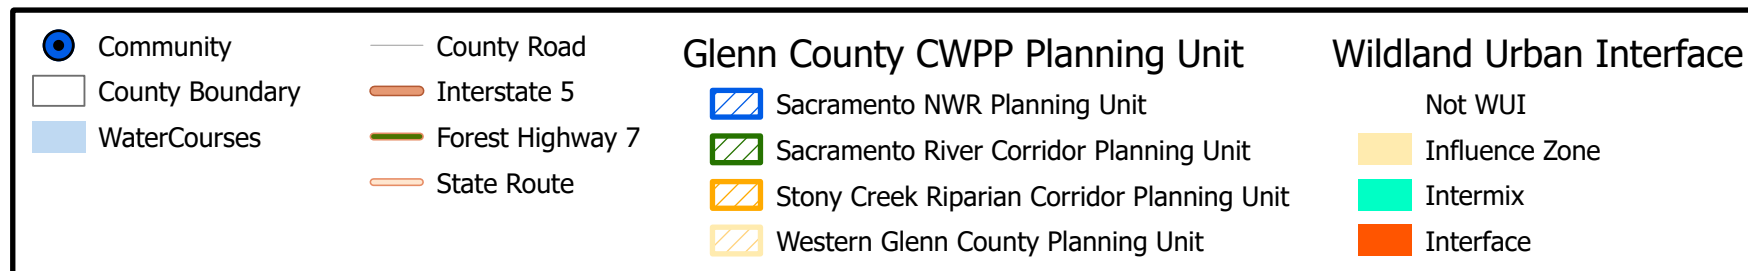 Community
County Boundary
WaterCourses
County Road
Interstate 5
Forest Highway 7
State Route
Glenn County CWPP Planning Unit
Sacramento NWR Planning Unit
Sacramento River Corridor Planning Unit
Stony Creek Riparian Corridor Planning Unit
Western Glenn County Planning Unit
Wildland Urban Interface
Not WUI
Influence Zone
Intermix
Interface